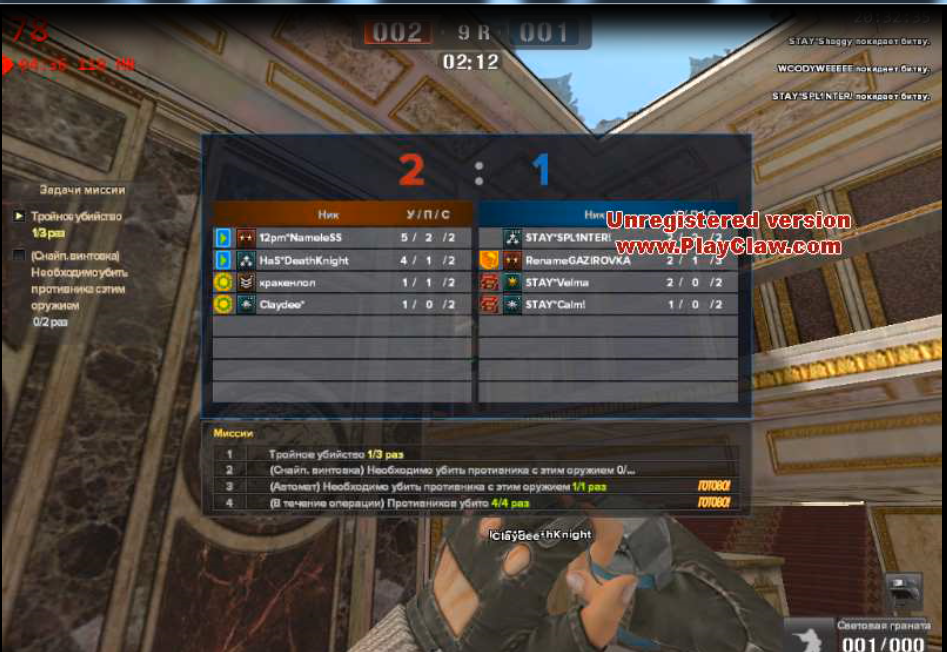 78
002 · 9 R · 001
02:12
STAY*Shaggy покидает битву.
WCODYWEEEEE покидает битву.
STAY*SPL1NTER! покидает битву.
2 : 1
Задачи миссии
Тройное убийство
1/3 раз
(Снайп. винтовка)
Необходимо убить
противника с этим
оружием
0/2 раз
Ник У / П / С
12pm*NameleSS 5 / 2 / 2
HaS*DeathKnight 4 / 1 / 2
кракенлол 1 / 1 / 2
Claydee* 1 / 0 / 2
Ник
STAY*SPL1NTER!
RenameGAZIROVKA 2 / 1 /
STAY*Velma 2 / 0 / 2
STAY*Calm! 1 / 0 / 2
Unregistered version
www.PlayClaw.com
Миссии
1 Тройное убийство 1/3 раз
2 (Снайп. винтовка) Необходимо убить противника с этим оружием 0/...
3 (Автомат) Необходимо убить противника с этим оружием 1/1 раз ГОТОВО!
4 (В течение операции) Противников убито 4/4 раз ГОТОВО!
Световая граната
001/000